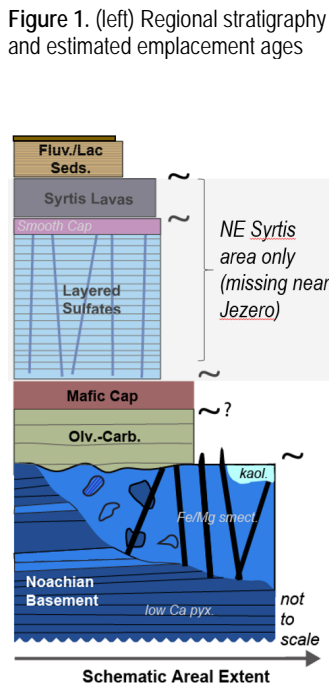 Figure 1. (left) Regional stratigraphy
and estimated emplacement ages
Fluv./Lac
Seds.
~
Syrtis Lavas
~
Smooth Cap
NE Syrtis
area only
(missing near
Jezero)
Layered
Sulfates
~
Mafic Cap
~?
Olv.-Carb.
~
kaol.
Fe/Mg smect.
Noachian
Basement
low Ca pyx.
not
to
scale
Schematic Areal Extent